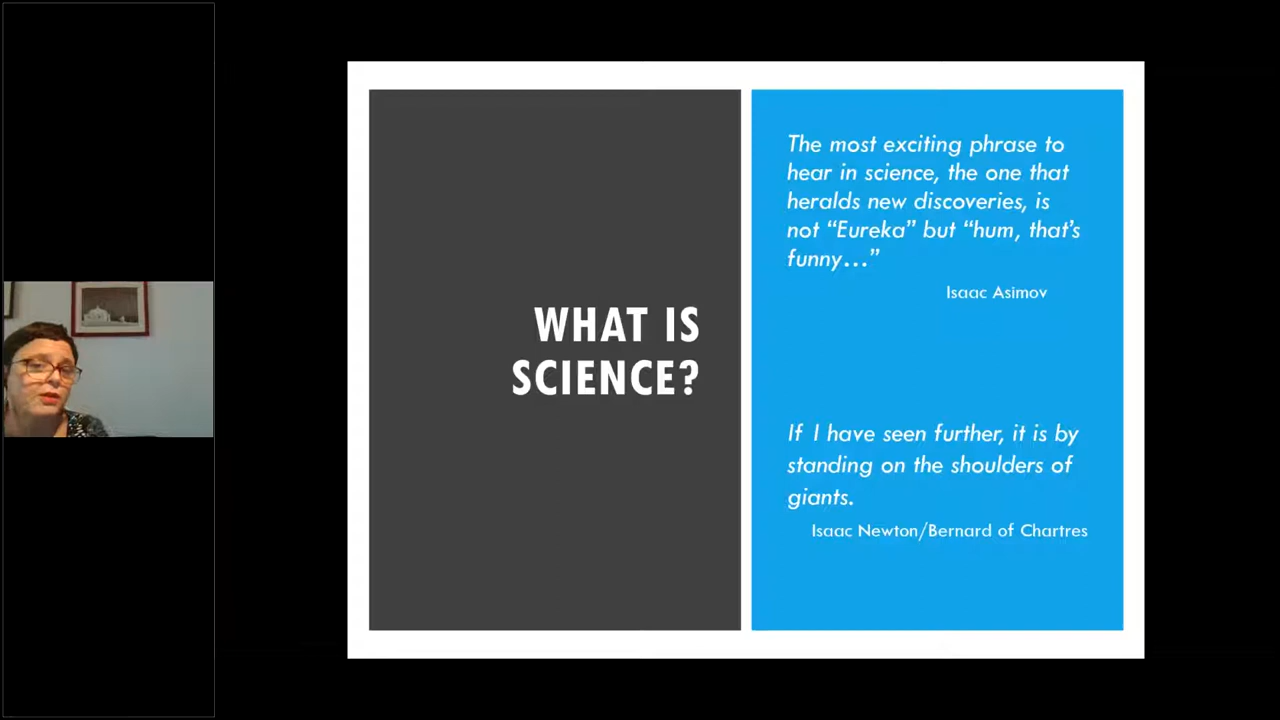 WHAT IS
SCIENCE?
The most exciting phrase to
hear in science, the one that
heralds new discoveries, is
not “Eureka” but “hum, that’s
funny…”
Isaac Asimov
If I have seen further, it is by
standing on the shoulders of
giants.
Isaac Newton/Bernard of Chartres